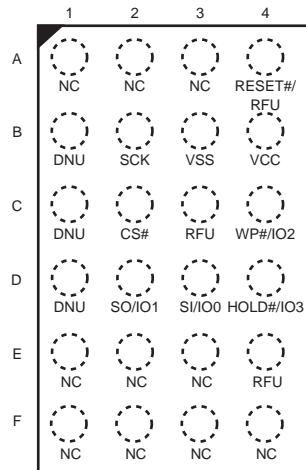 1 2 3 4
A
NC NC NC RESET#/
RFU
B
DNU SCK VSS VCC
C
DNU CS# RFU WP#/IO2
D
DNU SO/IO1 SI/IO0 HOLD#/IO3
E
NC NC NC RFU
F
NC NC NC NC